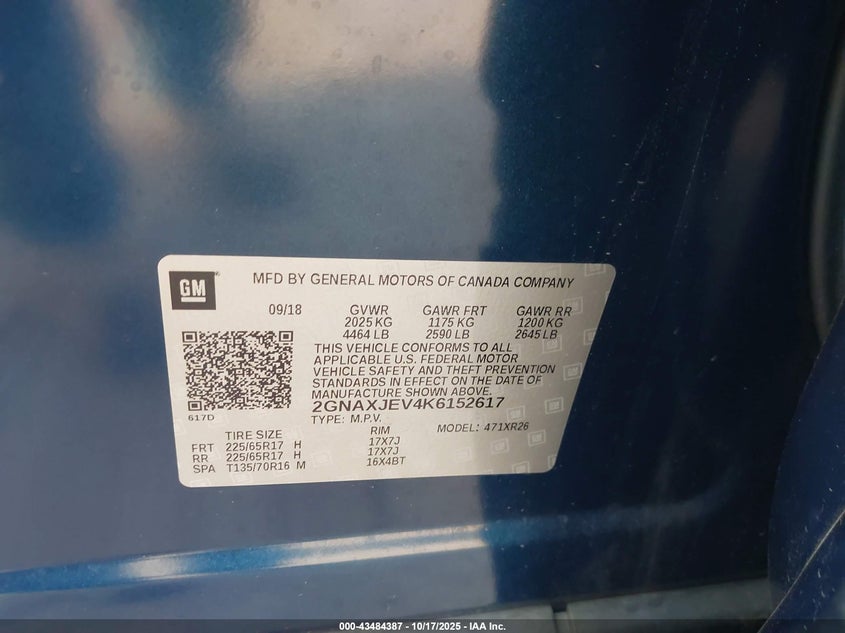 GM
MFD BY GENERAL MOTORS OF CANADA COMPANY
09/18 GVWR GAWR FRT GAWR RR
2025 KG 1175 KG 1200 KG
4464 LB 2590 LB 2645 LB
THIS VEHICLE CONFORMS TO ALL
APPLICABLE U.S. FEDERAL MOTOR
VEHICLE SAFETY AND THEFT PREVENTION
STANDARDS IN EFFECT ON THE DATE OF
MANUFACTURE SHOWN ABOVE.
617D
2GNAXJEV4K6152617
TYPE: M.P.V. MODEL: 471XR26
TIRE SIZE RIM
FRT 225/65R17 H 17X7J
RR 225/65R17 H 17X7J
SPA T135/70R16 M 16X4BT
000-43484387 - 10/17/2025 - IAA Inc.